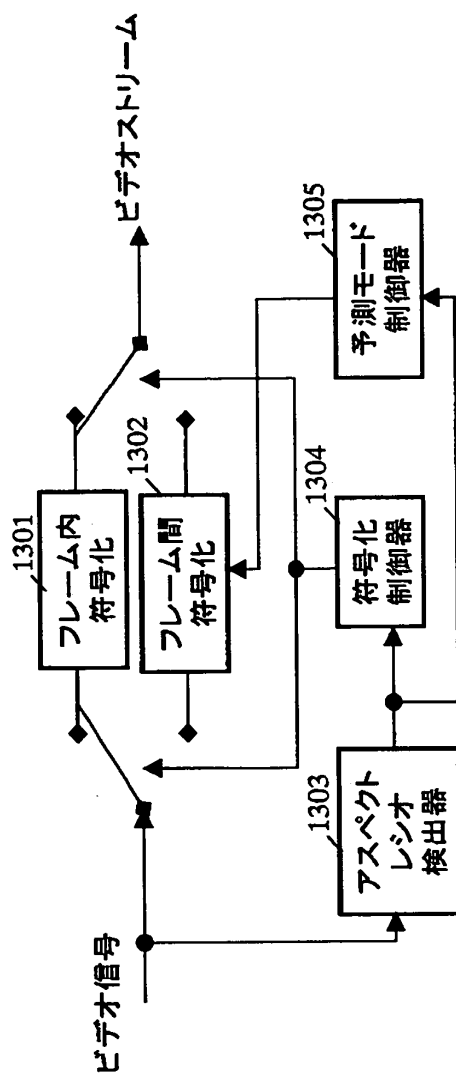 ビデオ信号
1301
フレーム内
符号化
ビデオストリーム
1302
フレーム間
符号化
1303
アスペクト
レシオ
検出器
1304
符号化
制御器
1305
予測モード
制御器